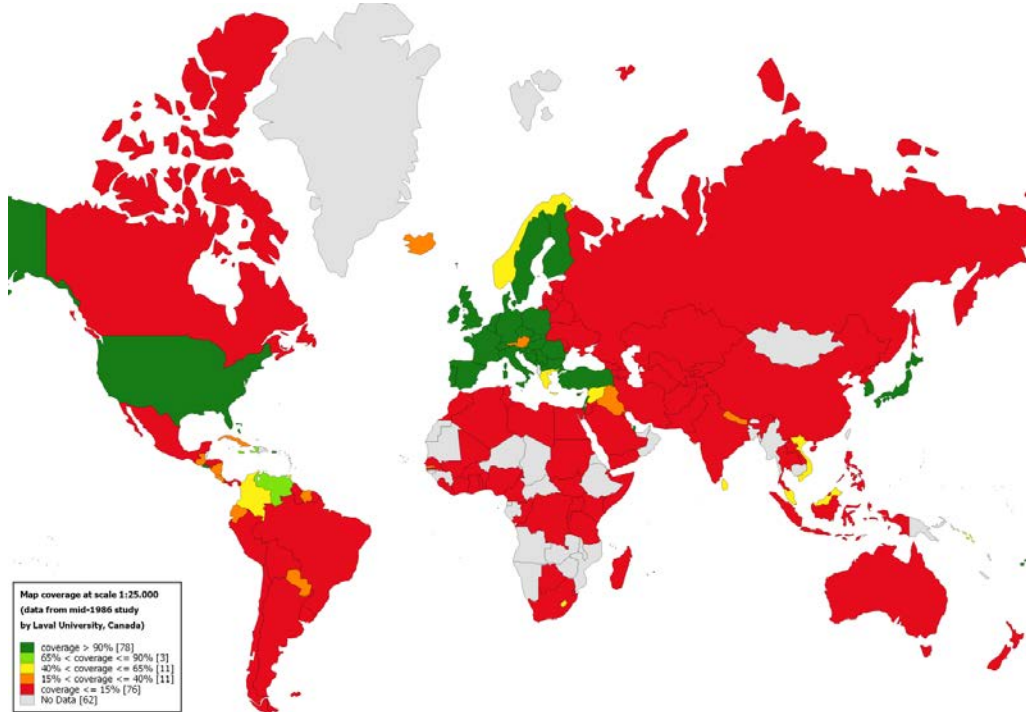 Map coverage at scale 1:25.000
(data from mid-1986 study
by Laval University, Canada)
coverage > 90% [78]
65% < coverage <= 90% [3]
40% < coverage <= 65% [11]
15% < coverage <= 40% [11]
coverage <= 15% [76]
No Data [62]